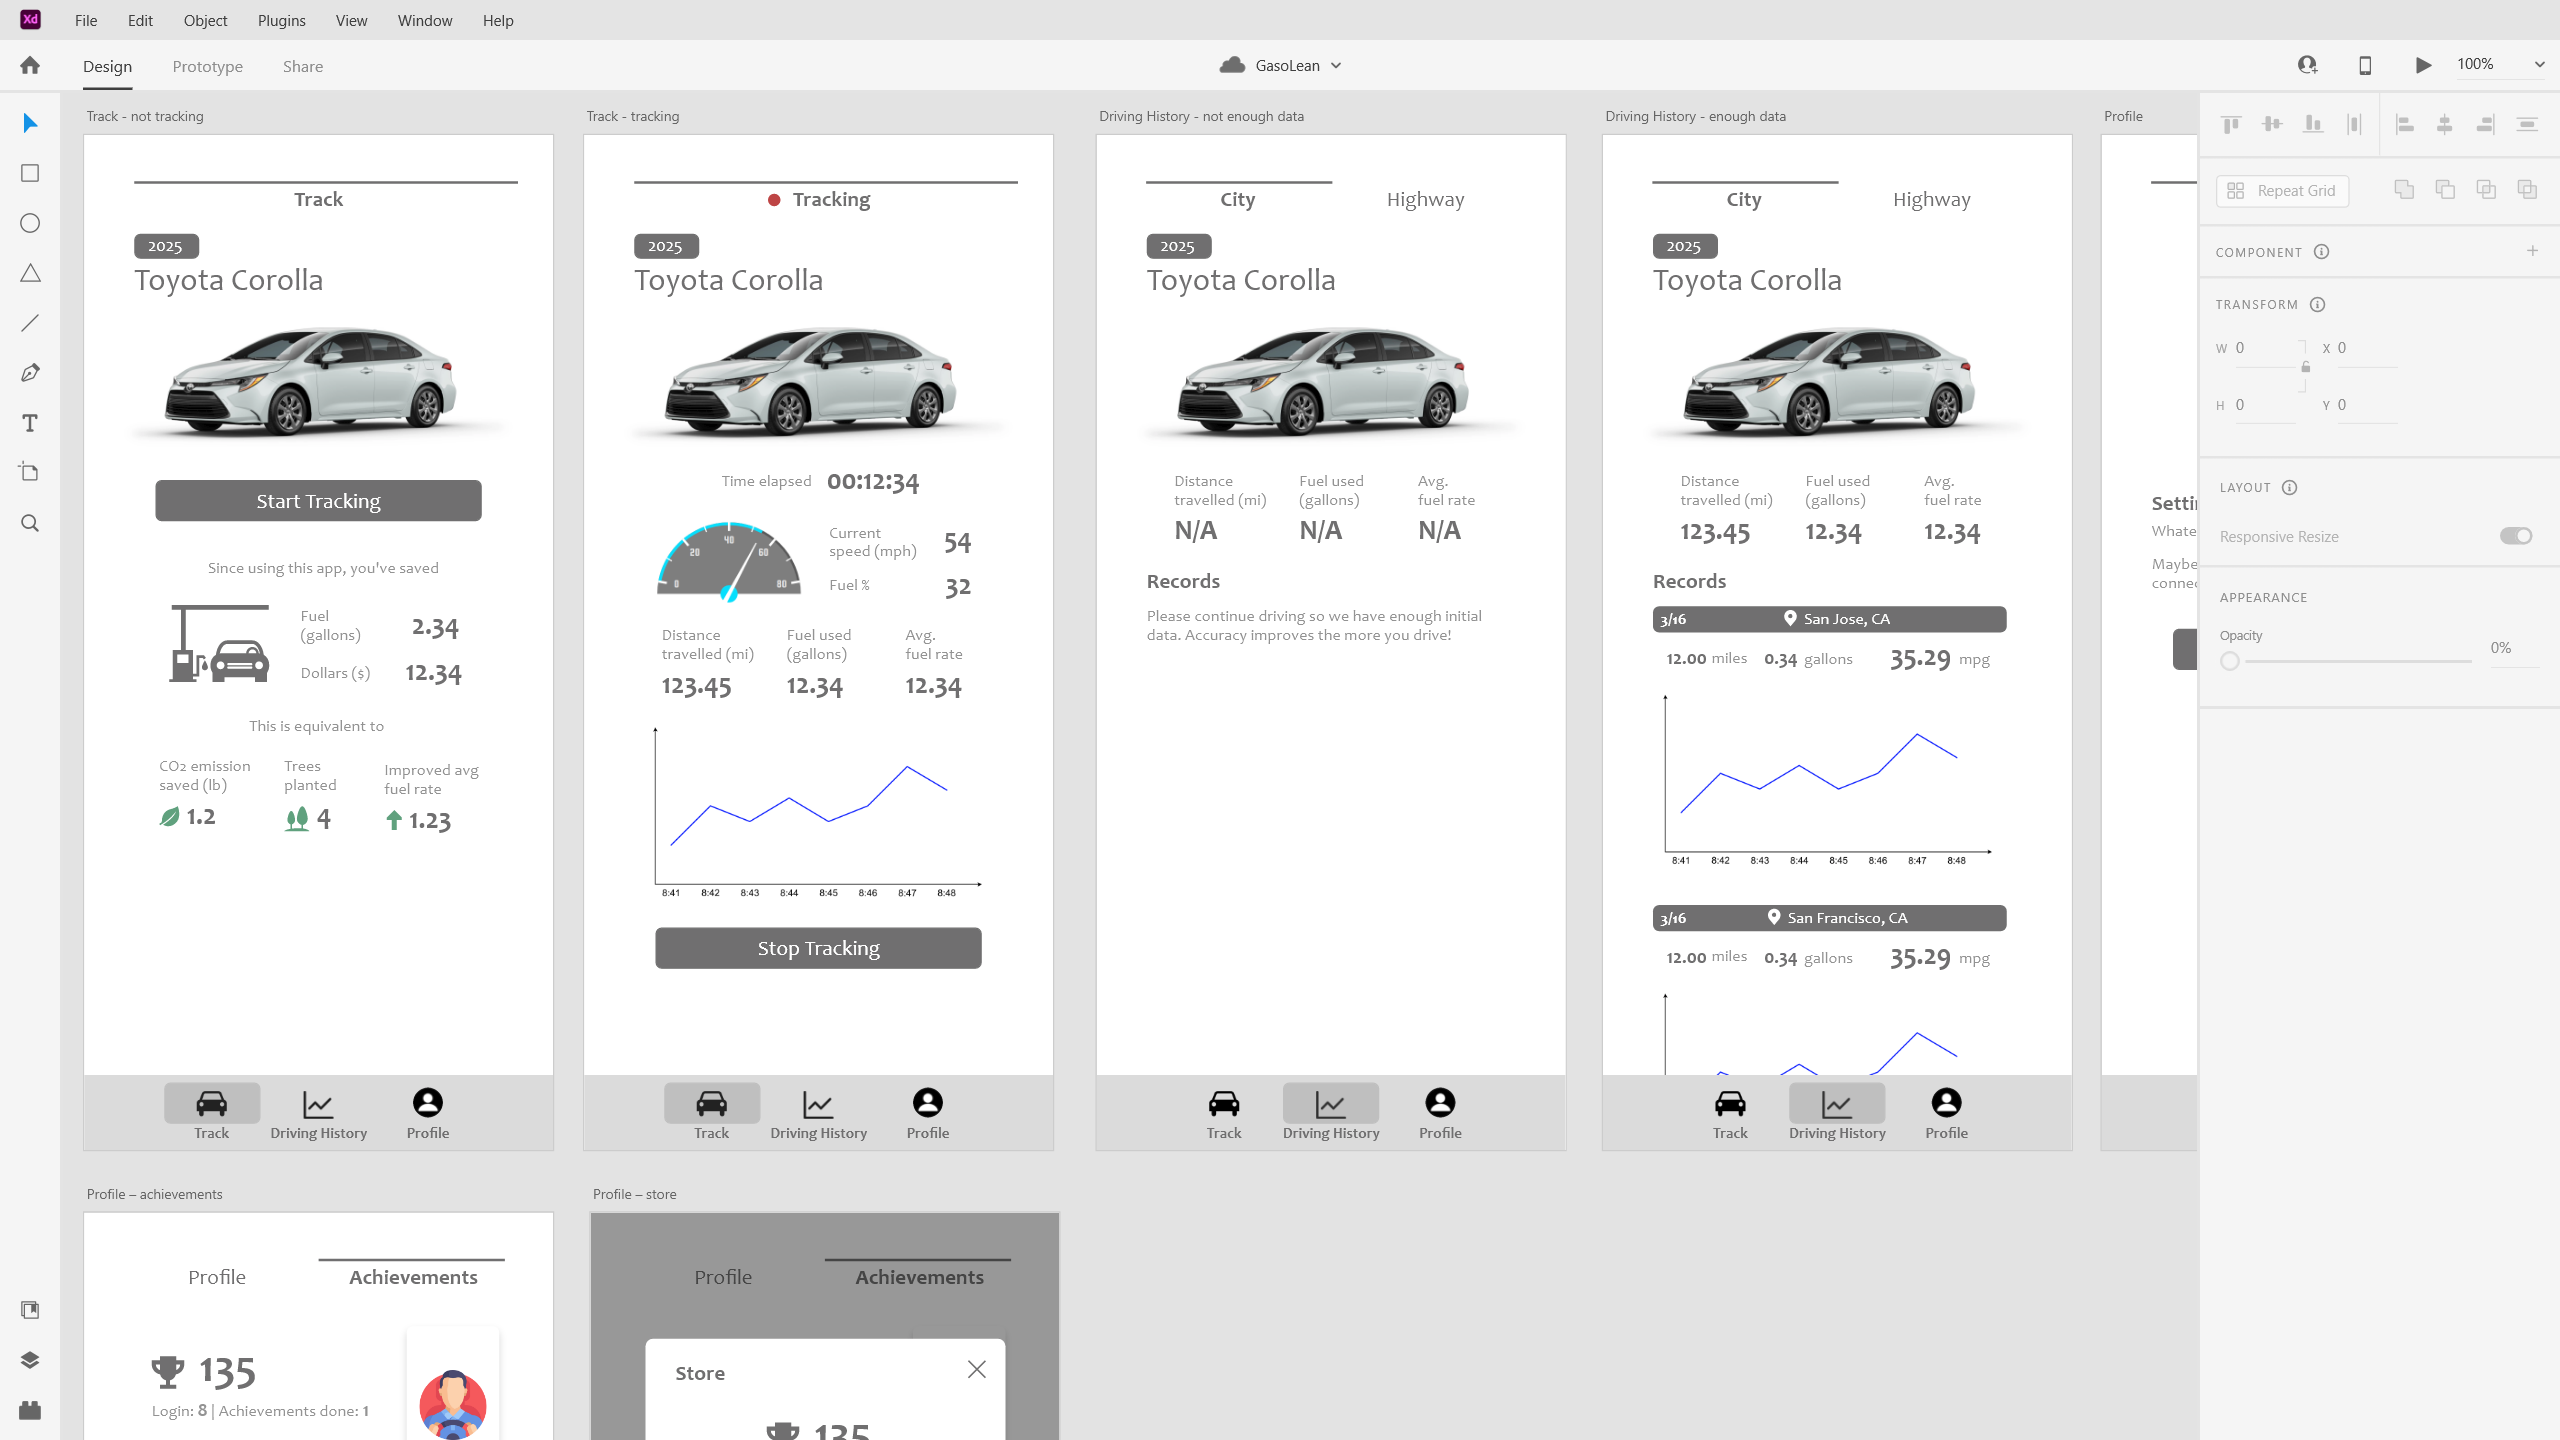 Xd File Edit Object Plugins View Window Help
Design Prototype Share
GasoLean
100%
Track - not tracking
Track
2025
Toyota Corolla
Start Tracking
Since using this app, you've saved
Fuel
(gallons)
2.34
Dollars ($)
12.34
This is equivalent to
CO2 emission
saved (lb)
1.2
Trees
planted
4
Improved avg
fuel rate
1.23
Track Driving History Profile
Track - tracking
Tracking
2025
Toyota Corolla
Time elapsed 00:12:34
0 20 40 60 80
Current
speed (mph)
54
Fuel %
32
Distance
travelled (mi)
123.45
Fuel used
(gallons)
12.34
Avg.
fuel rate
12.34
8:41 8:42 8:43 8:44 8:45 8:46 8:47 8:48
Stop Tracking
Track Driving History Profile
Driving History - not enough data
City Highway
2025
Toyota Corolla
Distance
travelled (mi)
N/A
Fuel used
(gallons)
N/A
Avg.
fuel rate
N/A
Records
Please continue driving so we have enough initial
data. Accuracy improves the more you drive!
Track Driving History Profile
Driving History - enough data
City Highway
2025
Toyota Corolla
Distance
travelled (mi)
123.45
Fuel used
(gallons)
12.34
Avg.
fuel rate
12.34
Records
3/16 San Jose, CA
12.00 miles 0.34 gallons 35.29 mpg
8:41 8:42 8:43 8:44 8:45 8:46 8:47 8:48
3/16 San Francisco, CA
12.00 miles 0.34 gallons 35.29 mpg
Track Driving History Profile
Profile
Settin
Whate
Maybe
connec
Profile – achievements
Profile Achievements
135
Login: 8 | Achievements done: 1
Profile – store
Profile Achievements
Store
135
Repeat Grid
COMPONENT
TRANSFORM
W 0 X 0
H 0 Y 0
LAYOUT
Responsive Resize
APPEARANCE
Opacity
0%